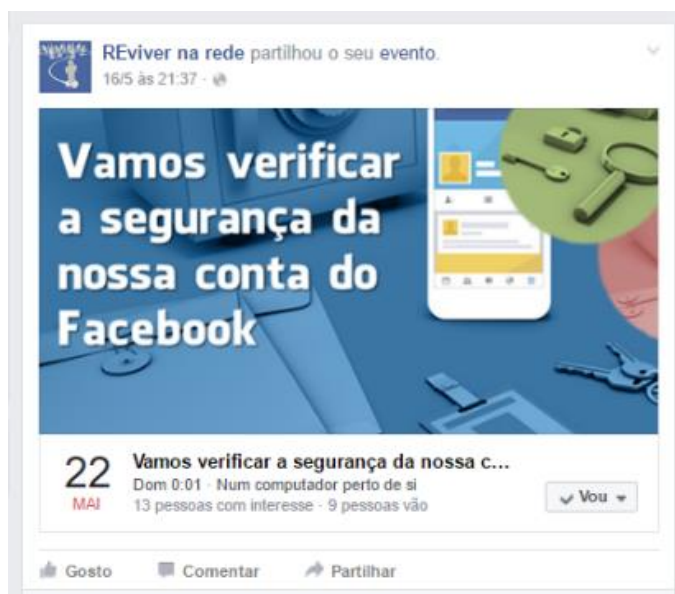 REviver na rede partilhou o seu evento.
16/5 às 21:37 ·
Vamos verificar
a segurança da
nossa conta do
Facebook
22
MAI
Vamos verificar a segurança da nossa c...
Dom 0:01 · Num computador perto de si
13 pessoas com interesse · 9 pessoas vão
Vou
Gosto Comentar Partilhar